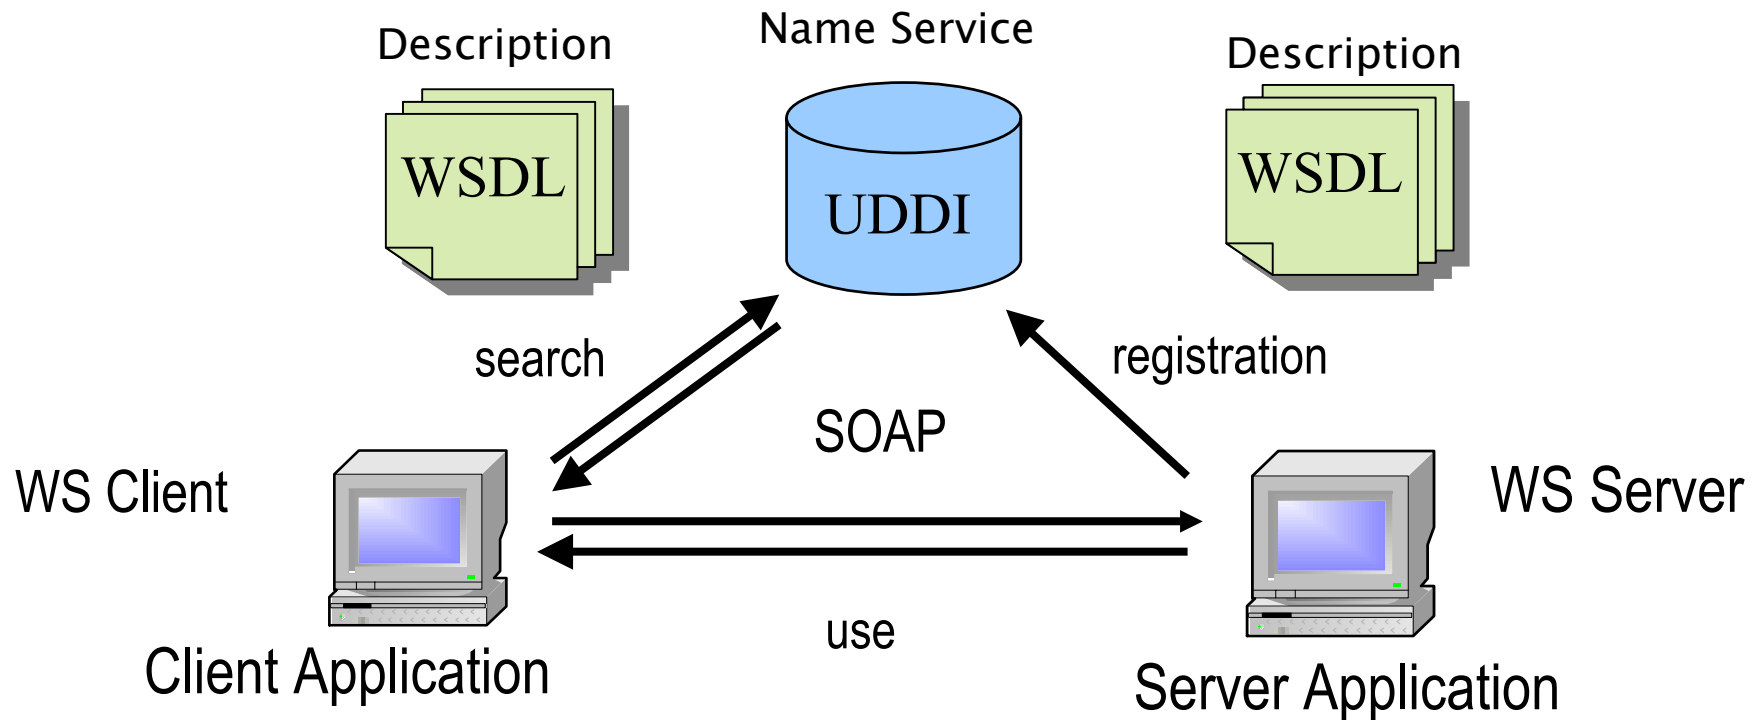 Description
Name Service
Description
WSDL
UDDI
WSDL
search
registration
SOAP
WS Client
WS Server
use
Client Application
Server Application